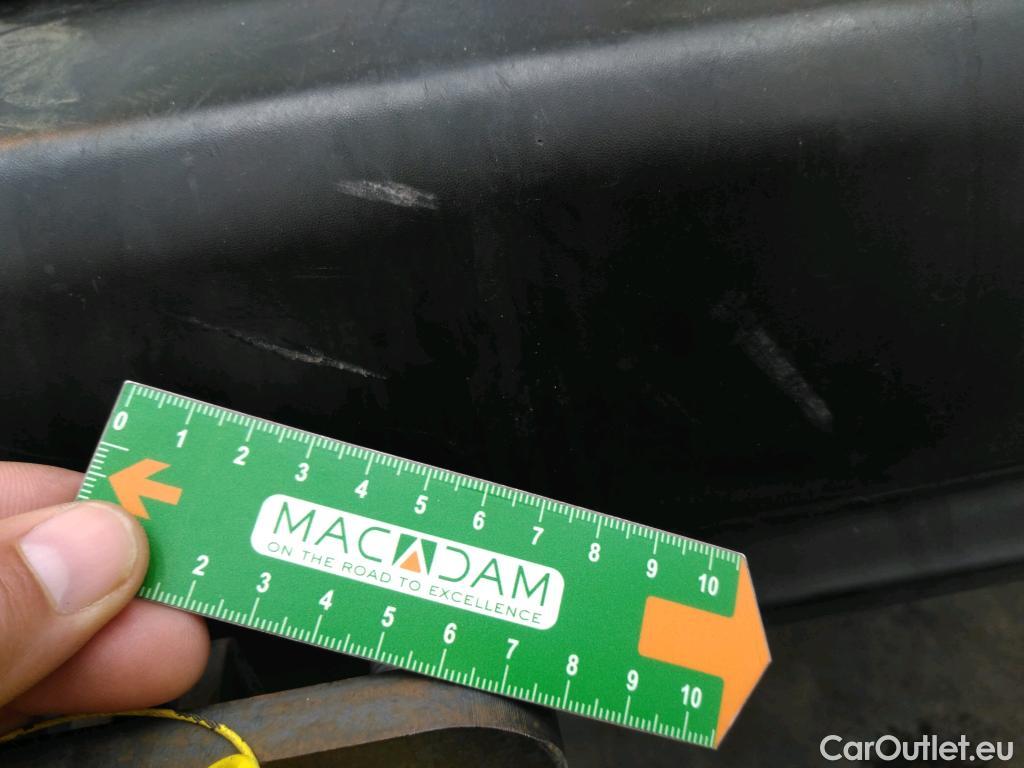 0 1 2 3 4 5 6 7 8 9 10
MACADAM
ON THE ROAD TO EXCELLENCE
2 3 4 5 6 7 8 9 10
CarOutlet.eu